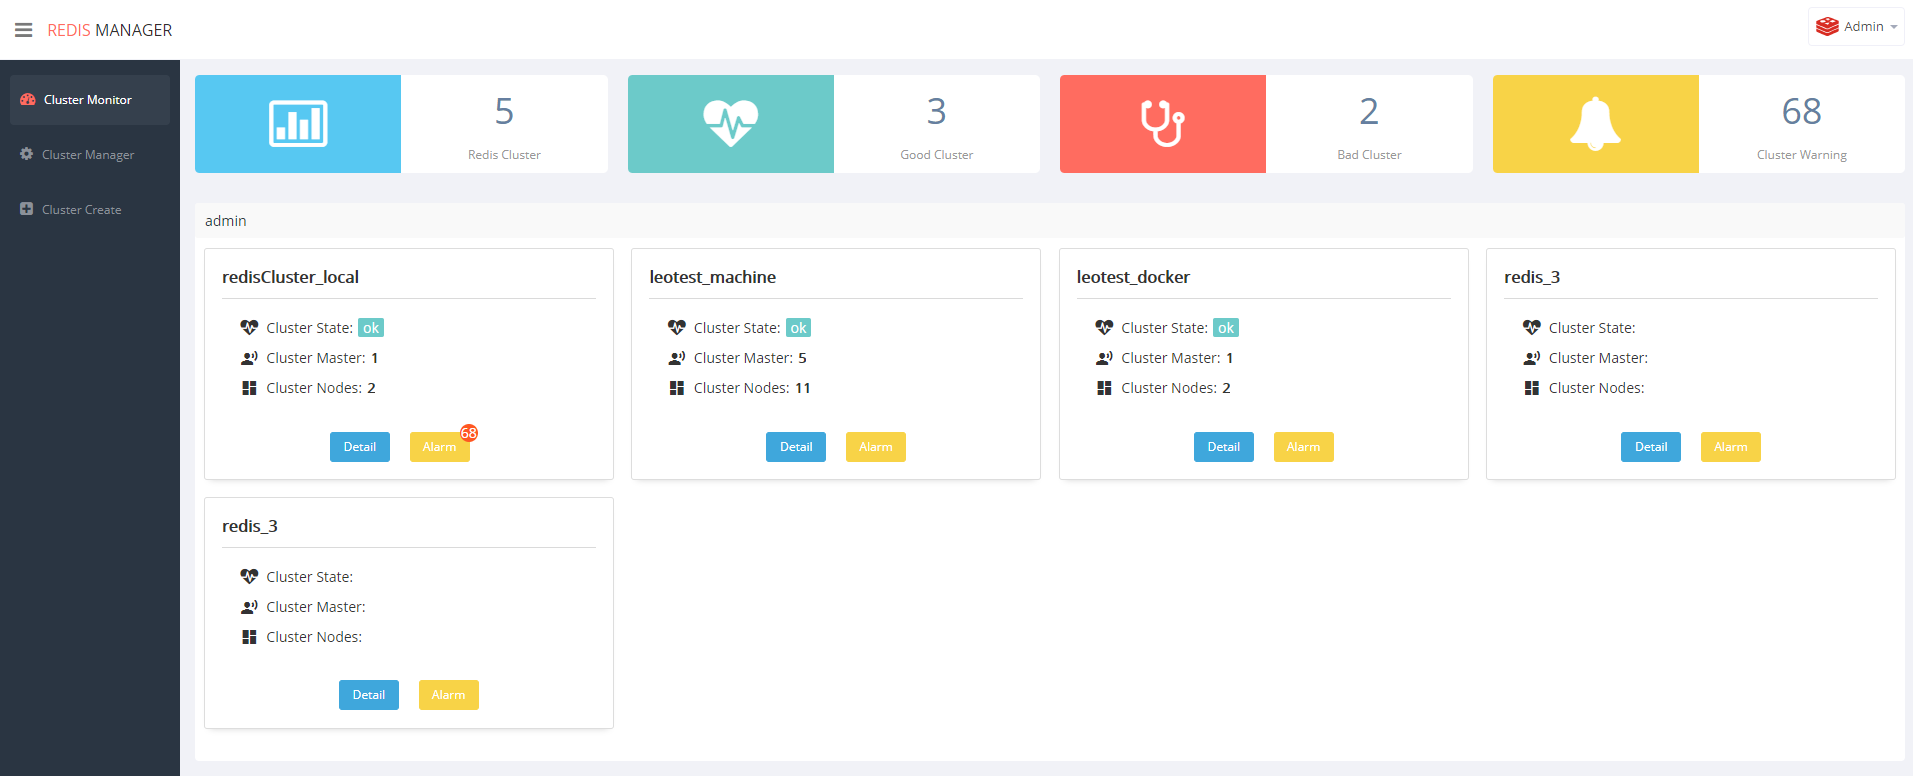 REDIS MANAGER
Admin
Cluster Monitor
Cluster Manager
Cluster Create
5
Redis Cluster
3
Good Cluster
2
Bad Cluster
68
Cluster Warning
admin
redisCluster_local
Cluster State: ok
Cluster Master: 1
Cluster Nodes: 2
Detail
Alarm
68
leotest_machine
Cluster State: ok
Cluster Master: 5
Cluster Nodes: 11
Detail
Alarm
leotest_docker
Cluster State: ok
Cluster Master: 1
Cluster Nodes: 2
Detail
Alarm
redis_3
Cluster State:
Cluster Master:
Cluster Nodes:
Detail
Alarm
redis_3
Cluster State:
Cluster Master:
Cluster Nodes:
Detail
Alarm